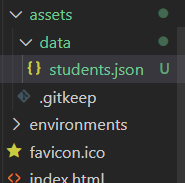 assets
data
{} students.json U
.gitkeep
environments
favicon.ico
index.html